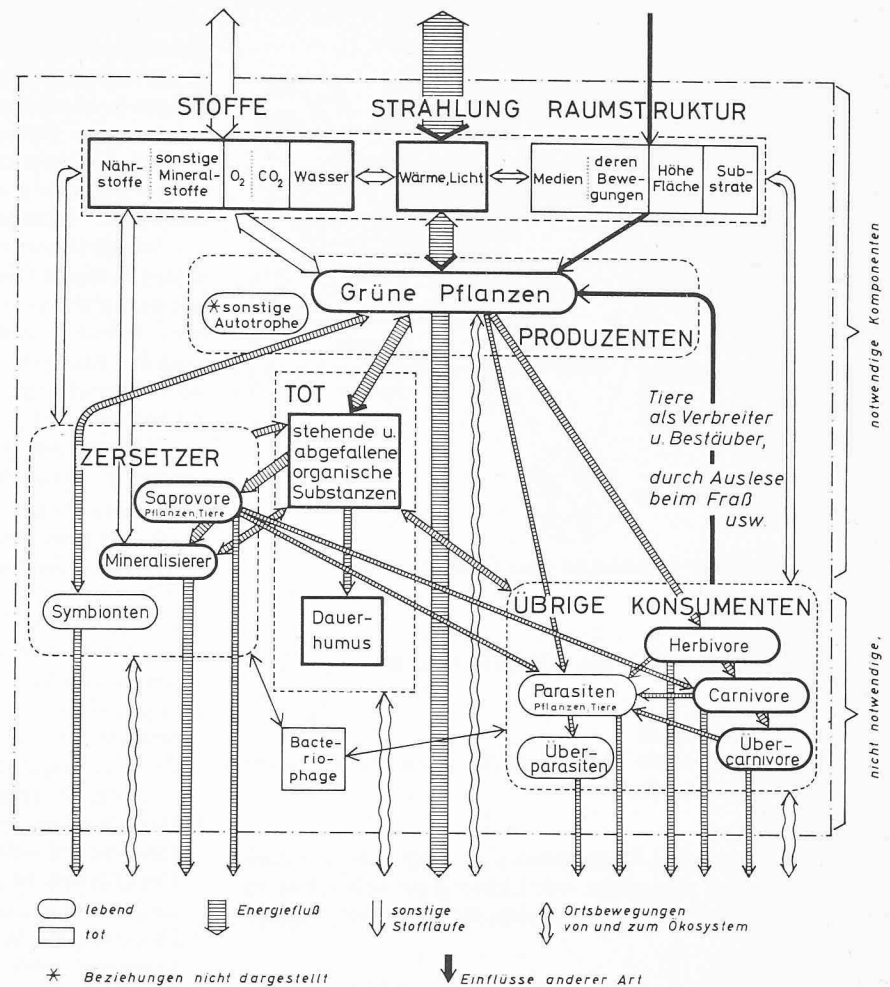 STOFFE STRAHLUNG RAUMSTRUKTUR
Nähr-
stoffe
sonstige
Mineral-
stoffe
O₂
CO₂
Wasser
Wärme, Licht
Medien
deren
Bewe-
gungen
Höhe
Fläche
Sub-
strate
Grüne Pflanzen
*sonstige
Autotrophe
PRODUZENTEN
TOT
stehende u.
abgefallene
organische
Substanzen
Tiere
als Verbreiter
u. Bestäuber,
durch Auslese
beim Fraß
usw.
ZERSETZER
Saprovore
Pflanzen, Tiere
Mineralisierer
Symbionten
Dauer-
humus
ÜBRIGE KONSUMENTEN
Herbivore
Parasiten
Pflanzen, Tiere
Carnivore
Über-
parasiten
Über-
carnivore
Bacte-
rio-
phage
notwendige Komponenten
nicht notwendige,
lebend
tot
Energiefluß
sonstige
Stoffläufe
Ortsbewegungen
von und zum Ökosystem
* Beziehungen nicht dargestellt
Einflüsse anderer Art